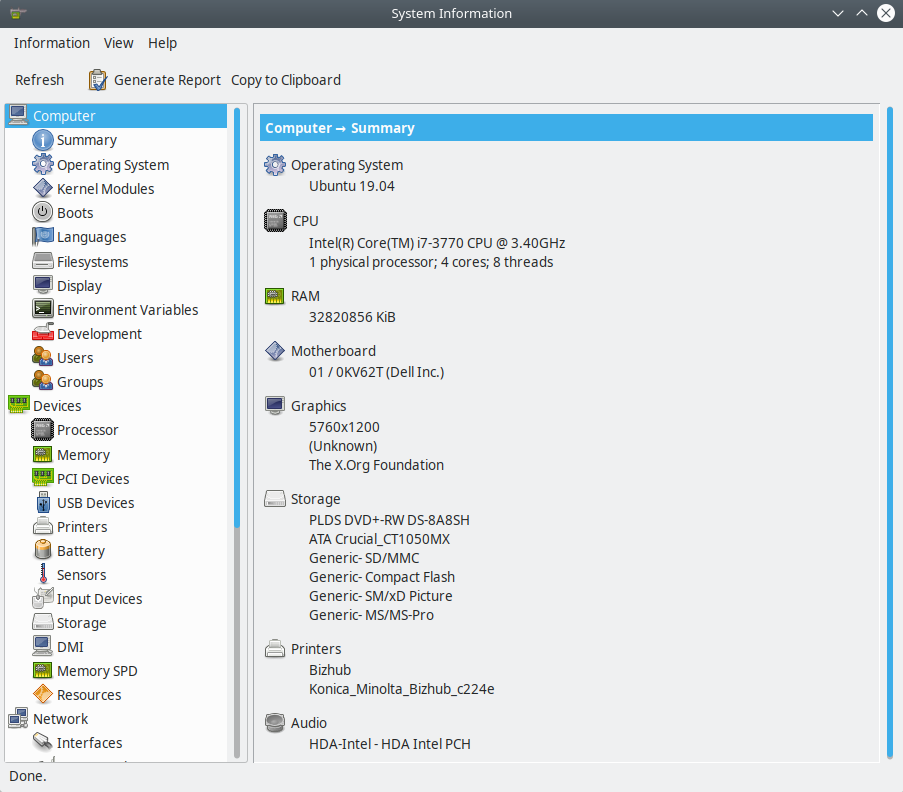 System Information
Information View Help
Refresh Generate Report Copy to Clipboard
Computer
Summary
Operating System
Kernel Modules
Boots
Languages
Filesystems
Display
Environment Variables
Development
Users
Groups
Devices
Processor
Memory
PCI Devices
USB Devices
Printers
Battery
Sensors
Input Devices
Storage
DMI
Memory SPD
Resources
Network
Interfaces
Computer → Summary
Operating System
Ubuntu 19.04
CPU
Intel(R) Core(TM) i7-3770 CPU @ 3.40GHz
1 physical processor; 4 cores; 8 threads
RAM
32820856 KiB
Motherboard
01 / 0KV62T (Dell Inc.)
Graphics
5760x1200
(Unknown)
The X.Org Foundation
Storage
PLDS DVD+-RW DS-8A8SH
ATA Crucial_CT1050MX
Generic- SD/MMC
Generic- Compact Flash
Generic- SM/xD Picture
Generic- MS/MS-Pro
Printers
Bizhub
Konica_Minolta_Bizhub_c224e
Audio
HDA-Intel - HDA Intel PCH
Done.